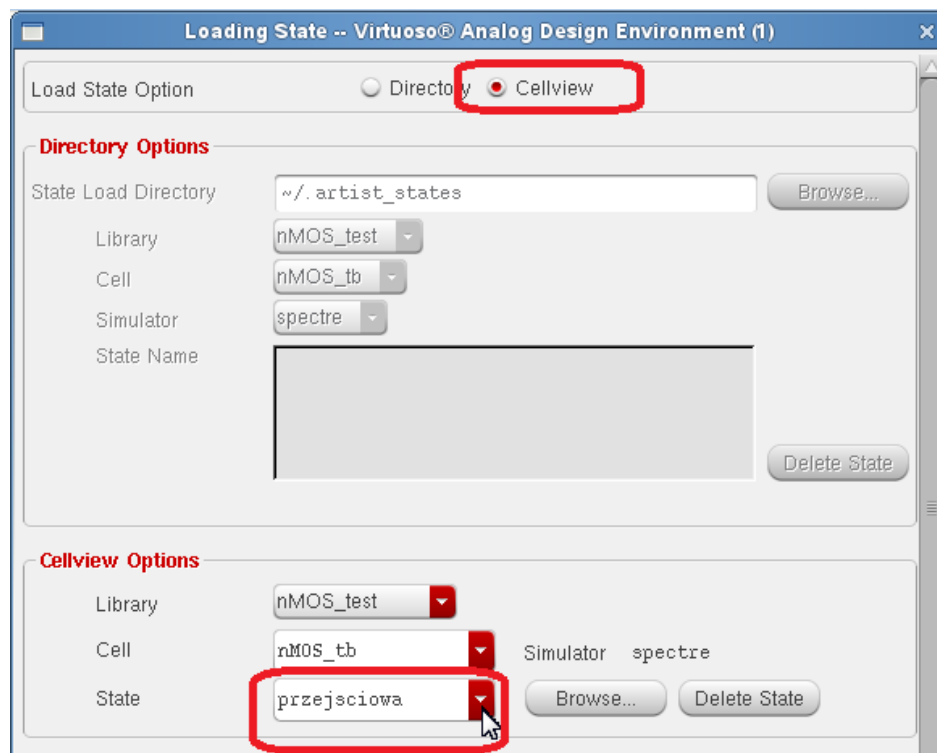 Loading State -- Virtuoso® Analog Design Environment (1)
Load State Option Directory Cellview
Directory Options
State Load Directory ~/.artist_states Browse...
Library nMOS_test
Cell nMOS_tb
Simulator spectre
State Name
Delete State
Cellview Options
Library nMOS_test
Cell nMOS_tb Simulator spectre
State przejsciowa Browse... Delete State